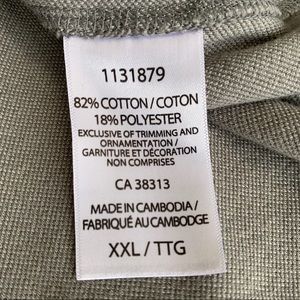 1131879
82% COTTON / COTON
18% POLYESTER
EXCLUSIVE OF TRIMMING AND
ORNAMENTATION /
GARNITURE ET DÉCORATION
NON COMPRISES
CA 38313
MADE IN CAMBODIA /
FABRIQUÉ AU CAMBODGE
XXL / TTG